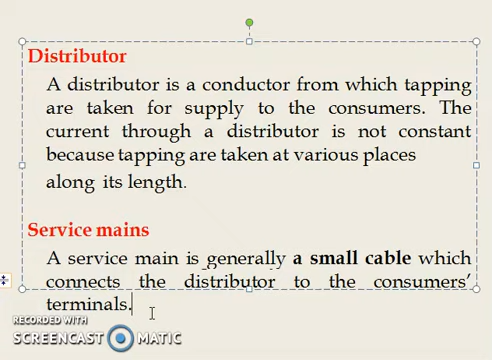 Distributor
A distributor is a conductor from which tapping
are taken for supply to the consumers. The
current through a distributor is not constant
because tapping are taken at various places
along its length.
Service mains
A service main is generally a small cable which
connects the distributor to the consumers’
terminals.
RECORDED WITH
SCREENCAST MATIC